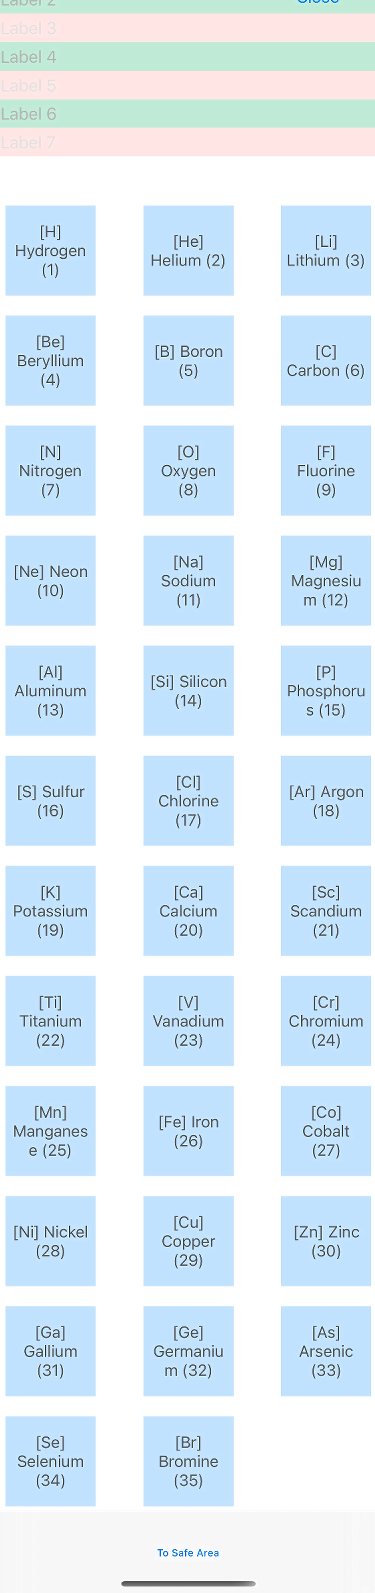 Label 2
Close
Label 3
Label 4
Label 5
Label 6
Label 7
[H]
Hydrogen
(1)
[He]
Helium (2)
[Li]
Lithium (3)
[Be]
Beryllium
(4)
[B] Boron
(5)
[C]
Carbon (6)
[N]
Nitrogen
(7)
[O]
Oxygen
(8)
[F]
Fluorine
(9)
[Ne] Neon
(10)
[Na]
Sodium
(11)
[Mg]
Magnesiu
m (12)
[Al]
Aluminum
(13)
[Si] Silicon
(14)
[P]
Phosphoru
s (15)
[S] Sulfur
(16)
[Cl]
Chlorine
(17)
[Ar] Argon
(18)
[K]
Potassium
(19)
[Ca]
Calcium
(20)
[Sc]
Scandium
(21)
[Ti]
Titanium
(22)
[V]
Vanadium
(23)
[Cr]
Chromium
(24)
[Mn]
Manganes
e (25)
[Fe] Iron
(26)
[Co]
Cobalt
(27)
[Ni] Nickel
(28)
[Cu]
Copper
(29)
[Zn] Zinc
(30)
[Ga]
Gallium
(31)
[Ge]
Germaniu
m (32)
[As]
Arsenic
(33)
[Se]
Selenium
(34)
[Br]
Bromine
(35)
To Safe Area